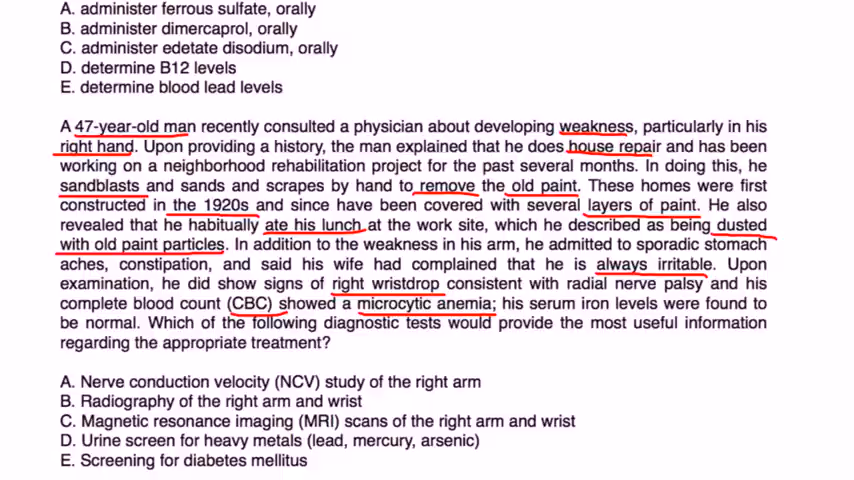 A. administer ferrous sulfate, orally
B. administer dimercaprol, orally
C. administer edetate disodium, orally
D. determine B12 levels
E. determine blood lead levels
A 47-year-old man recently consulted a physician about developing weakness, particularly in his
right hand. Upon providing a history, the man explained that he does house repair and has been
working on a neighborhood rehabilitation project for the past several months. In doing this, he
sandblasts and sands and scrapes by hand to remove the old paint. These homes were first
constructed in the 1920s and since have been covered with several layers of paint. He also
revealed that he habitually ate his lunch at the work site, which he described as being dusted
with old paint particles. In addition to the weakness in his arm, he admitted to sporadic stomach
aches, constipation, and said his wife had complained that he is always irritable. Upon
examination, he did show signs of right wristdrop consistent with radial nerve palsy and his
complete blood count (CBC) showed a microcytic anemia; his serum iron levels were found to
be normal. Which of the following diagnostic tests would provide the most useful information
regarding the appropriate treatment?
A. Nerve conduction velocity (NCV) study of the right arm
B. Radiography of the right arm and wrist
C. Magnetic resonance imaging (MRI) scans of the right arm and wrist
D. Urine screen for heavy metals (lead, mercury, arsenic)
E. Screening for diabetes mellitus